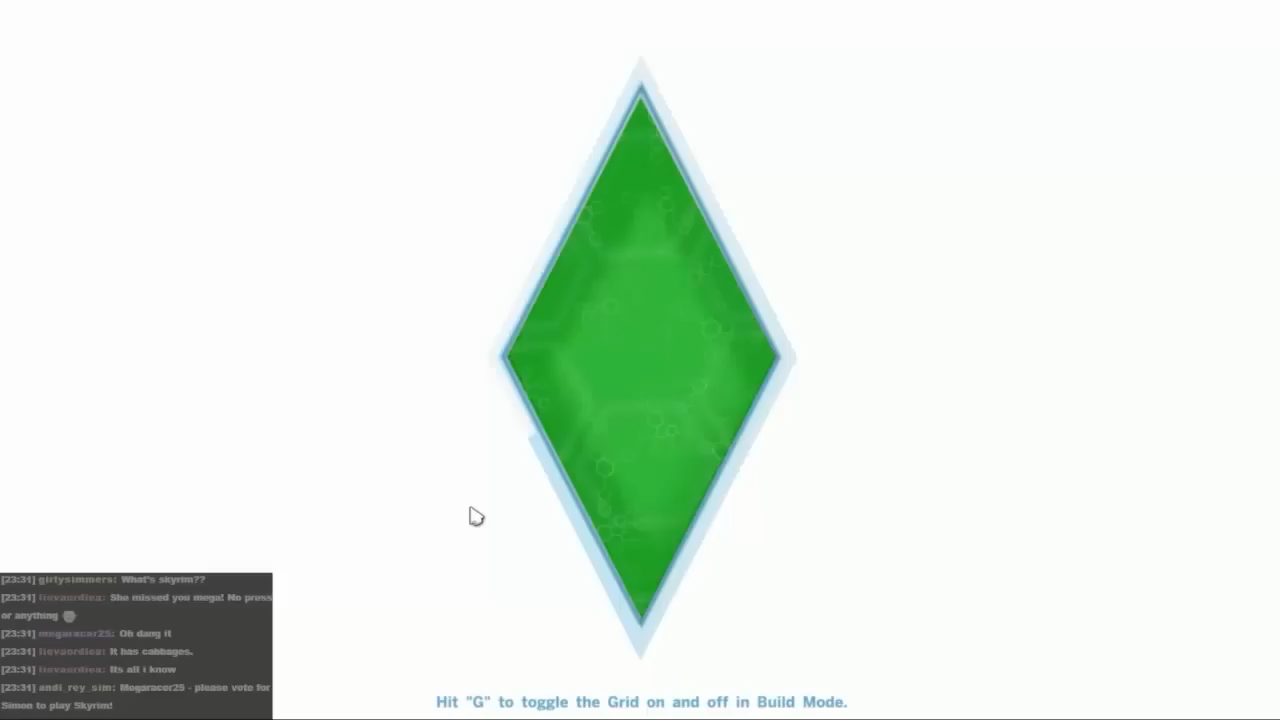 [23:31] girlysimmers: What's skyrim??
[23:31] She missed you mega! No press
or anything
[23:31] megaracer25: Oh dang it
[23:31] It has cabbages.
[23:31] Its all i know
[23:31] andi_rey_sim: Megaracer25 - please vote for
Simon to play Skyrim!
Hit "G" to toggle the Grid on and off in Build Mode.